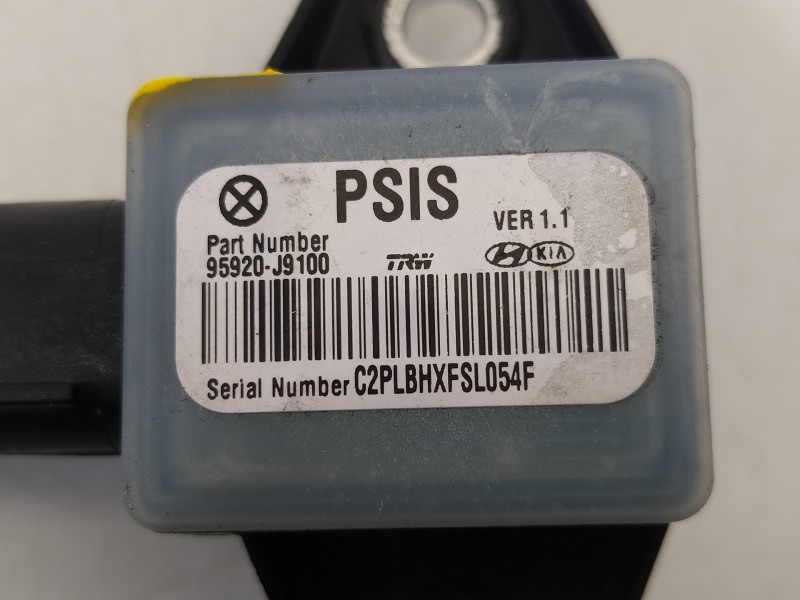 PSIS
VER 1.1
Part Number
95920-J9100
TRW
KIA
Serial Number C2PLBHXFSL054F